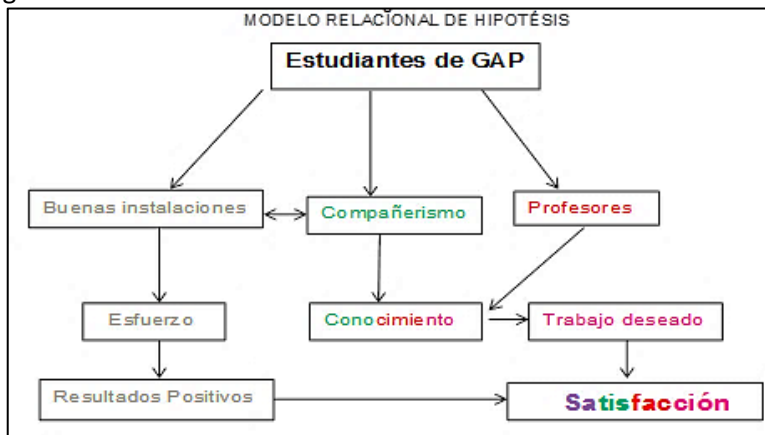 MODELO RELACIONAL DE HIPOTÉSIS
Estudiantes de GAP
Buenas instalaciones
Compañerismo
Profesores
Esfuerzo
Conocimiento
Trabajo deseado
Resultados Positivos
Satisfacción